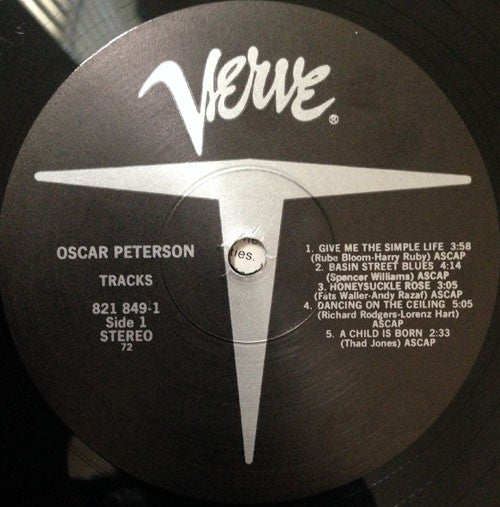 Verve®
OSCAR PETERSON
TRACKS
821 849-1
Side 1
STEREO
72
ties.
1. GIVE ME THE SIMPLE LIFE 3:58
(Rube Bloom-Harry Ruby) ASCAP
2. BASIN STREET BLUES 4:14
(Spencer Williams) ASCAP
3. HONEYSUCKLE ROSE 3:05
(Fats Waller-Andy Razaf) ASCAP
4. DANCING ON THE CEILING 5:05
(Richard Rodgers-Lorenz Hart)
ASCAP
5. A CHILD IS BORN 2:33
(Thad Jones) ASCAP